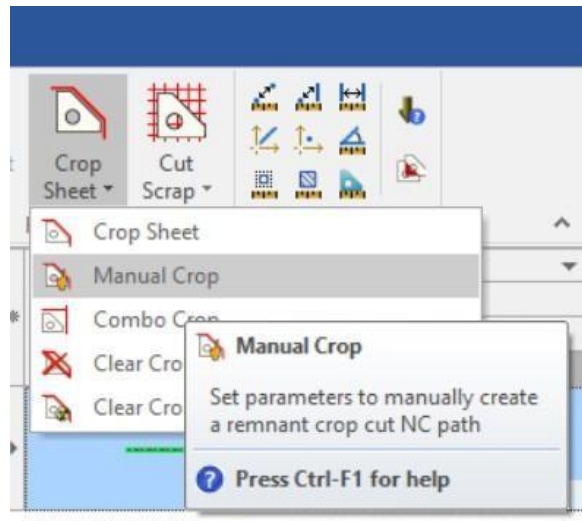 Crop
Sheet
Cut
Scrap
Crop Sheet
Manual Crop
Combo Crop
Clear Cro
Clear Cro
Manual Crop
Set parameters to manually create
a remnant crop cut NC path
Press Ctrl-F1 for help